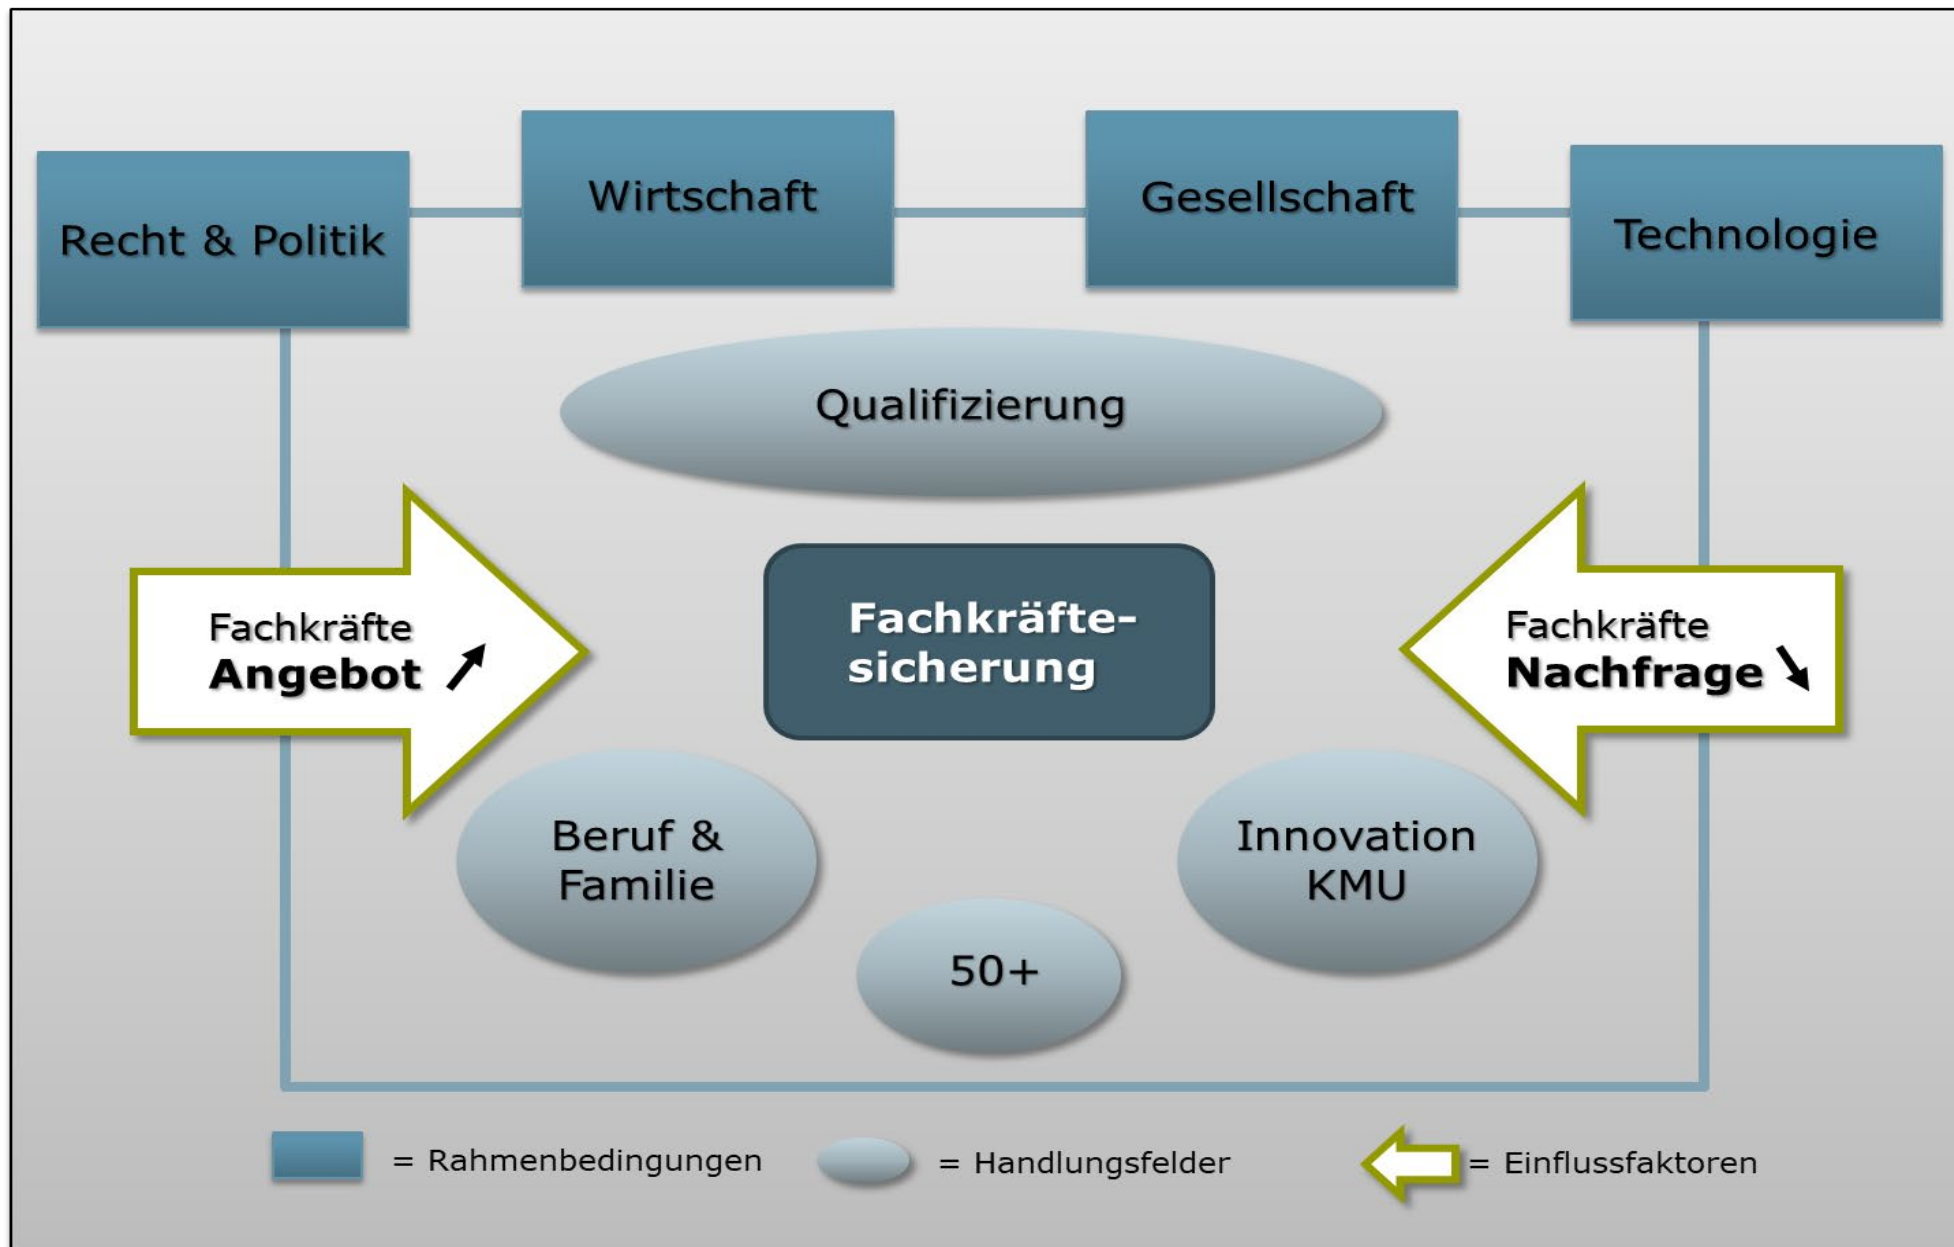 Recht & Politik
Wirtschaft
Gesellschaft
Technologie
Qualifizierung
Fachkräfte
Angebot
Fachkräfte-
sicherung
Fachkräfte
Nachfrage
Beruf &
Familie
50+
Innovation
KMU
= Rahmenbedingungen
= Handlungsfelder
= Einflussfaktoren